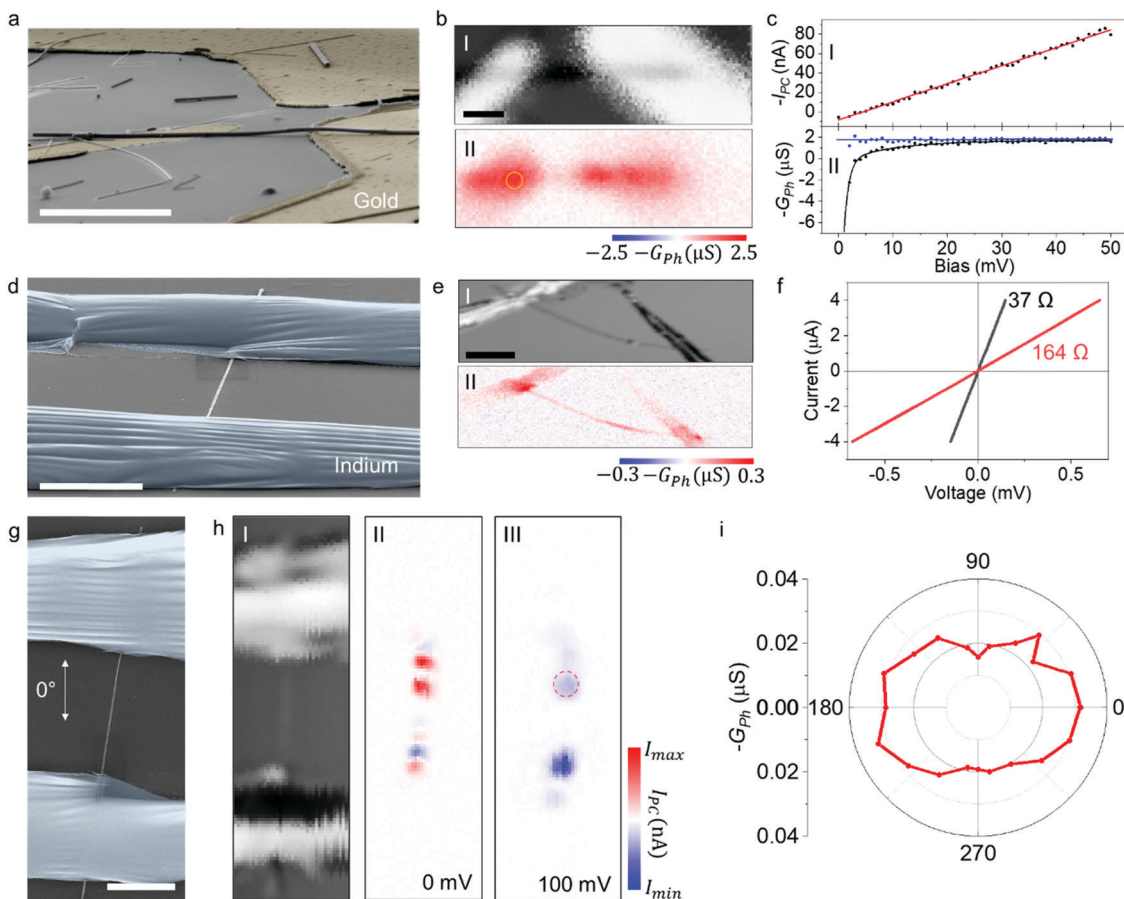 a
Gold
b
I
II
−2.5 −G_Ph (μS) 2.5
c
80
60
40
20
0
-I_PC (nA)
I
2
0
-2
-4
6
-G_Ph (μS)
II
0 10 20 30 40 50
Bias (mV)
d
Indium
e
I
II
−0.3 −G_Ph (μS) 0.3
f
4
2
0
-2
-4
Current (μA)
37 Ω
164 Ω
-0.5 0.0 0.5
Voltage (mV)
g
0°
h
I
II
0 mV
III
100 mV
I_max
I_PC (nA)
I_min
i
0.04
0.02
0.00
0.02
0.04
-G_Ph (μS)
90
180
0
270